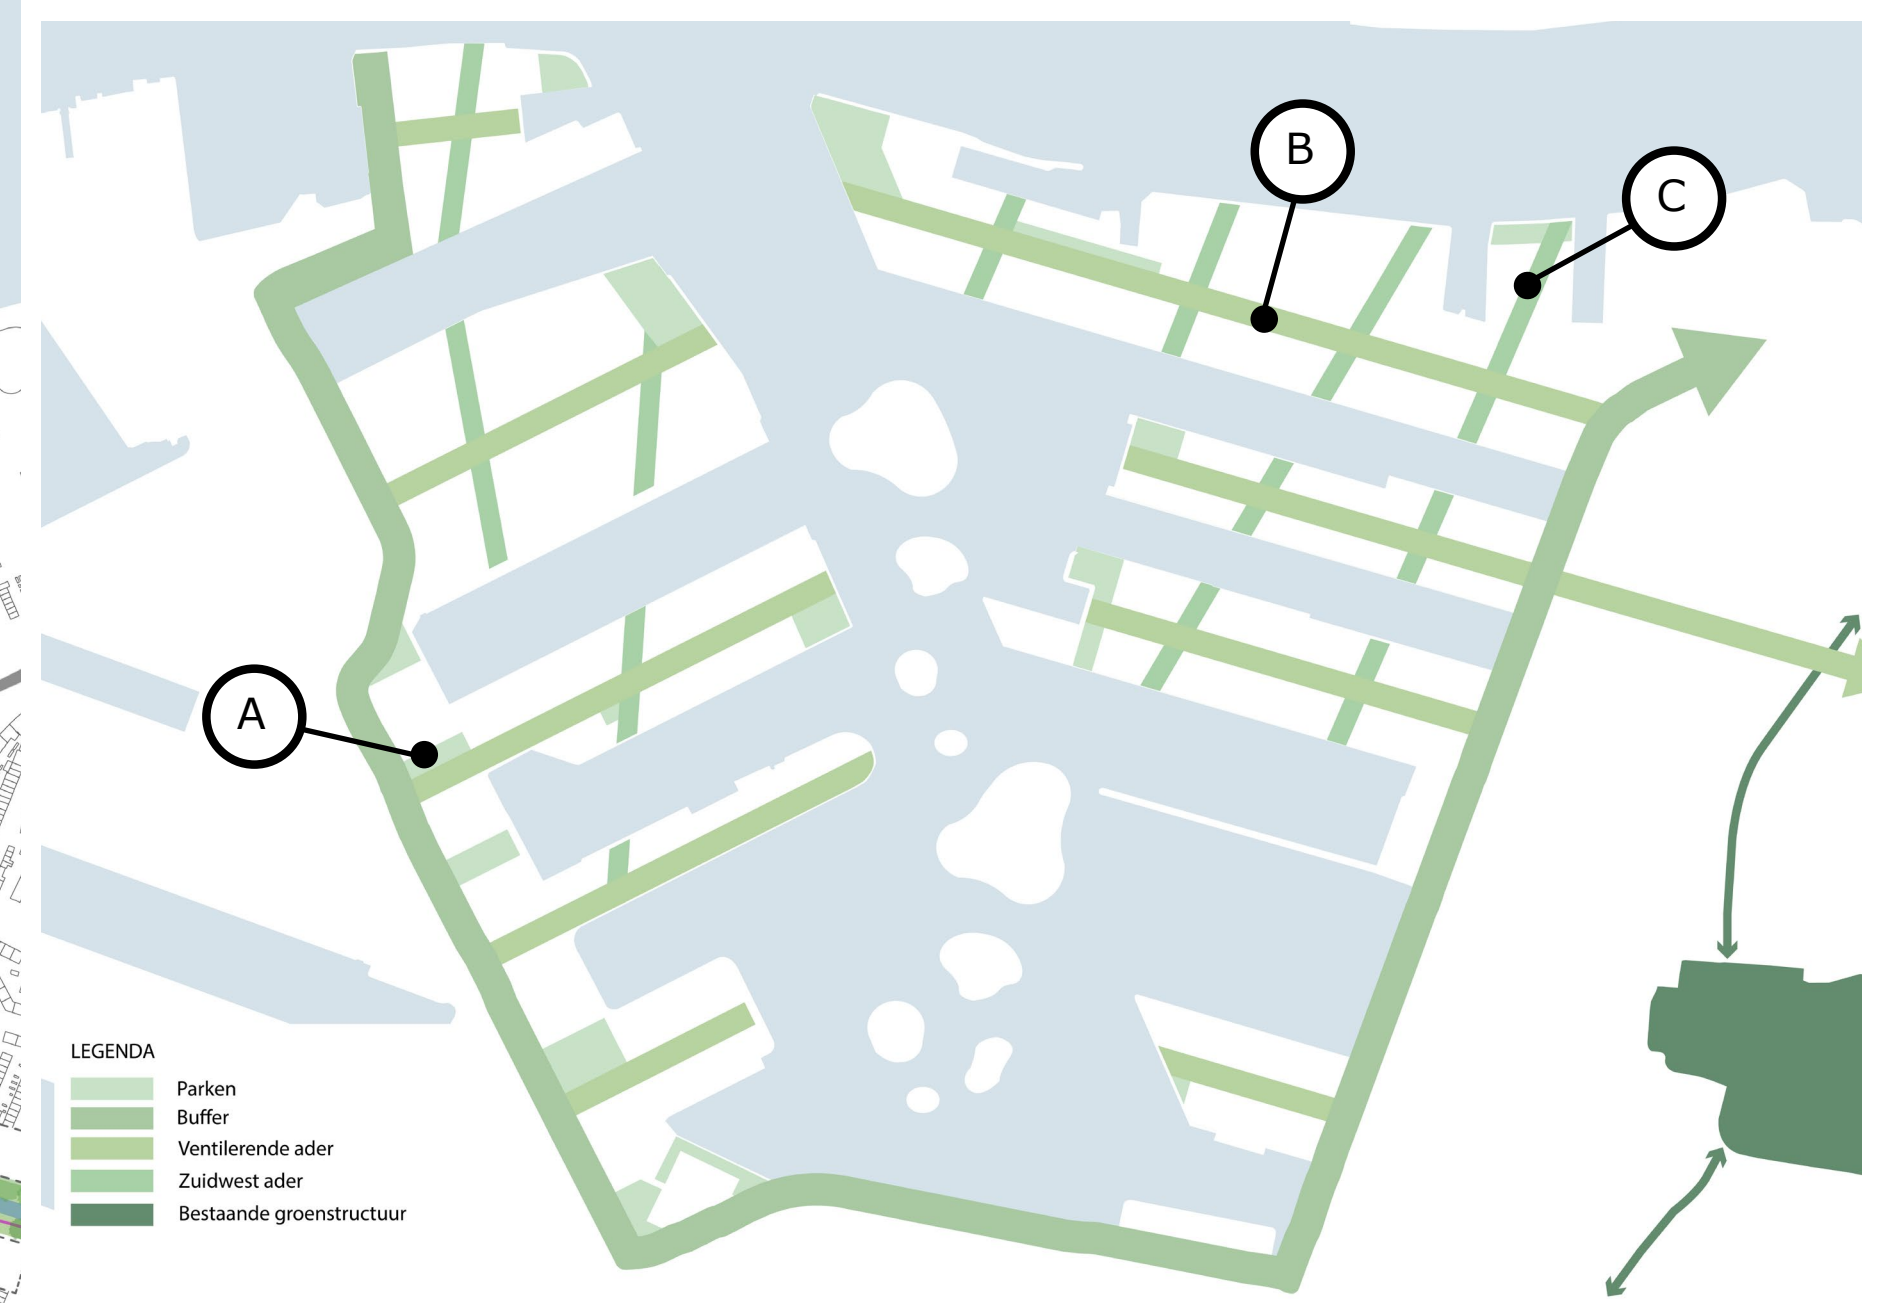 B
C
A
LEGENDA
Parken
Buffer
Ventilerende ader
Zuidwest ader
Bestaande groenstructuur